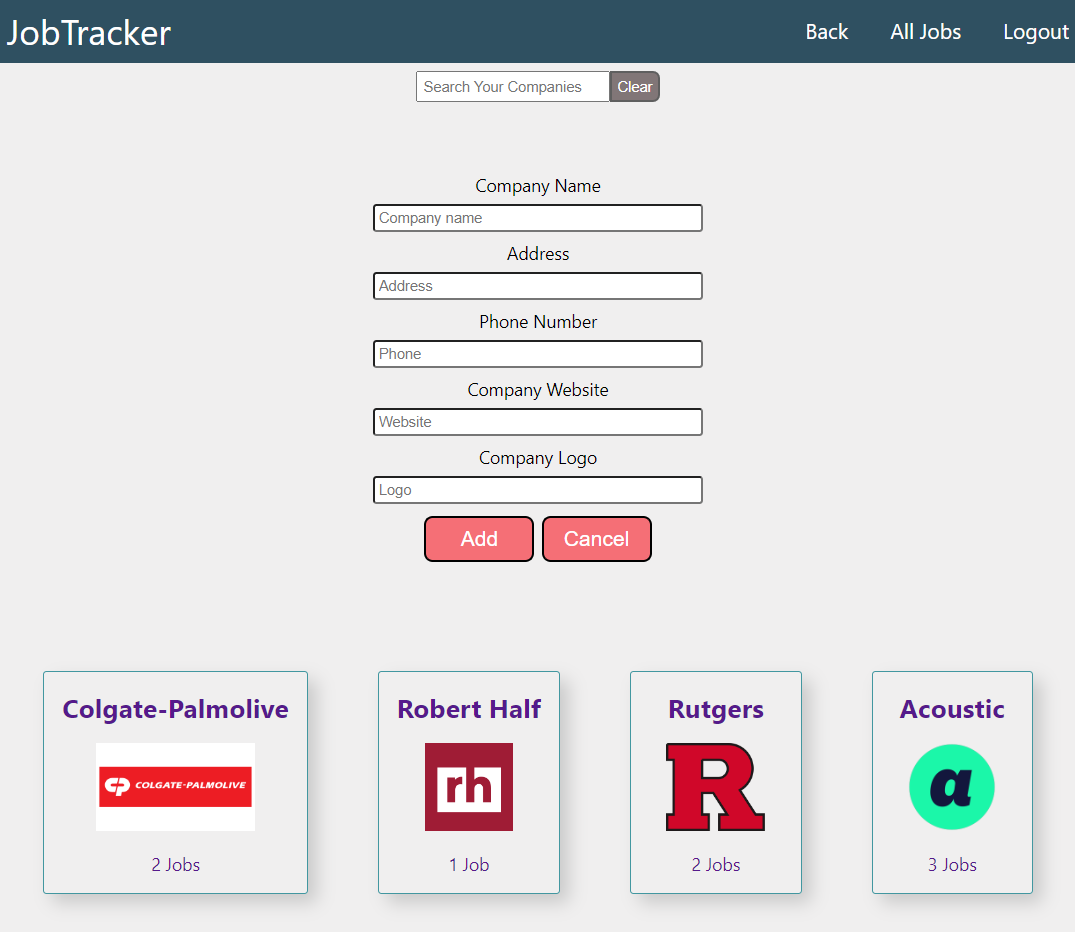 JobTracker Back All Jobs Logout
Search Your Companies Clear
Company Name
Company name
Address
Address
Phone Number
Phone
Company Website
Website
Company Logo
Logo
Add Cancel
Colgate-Palmolive Robert Half Rutgers Acoustic
CP COLGATE-PALMOLIVE rh R a
2 Jobs 1 Job 2 Jobs 3 Jobs